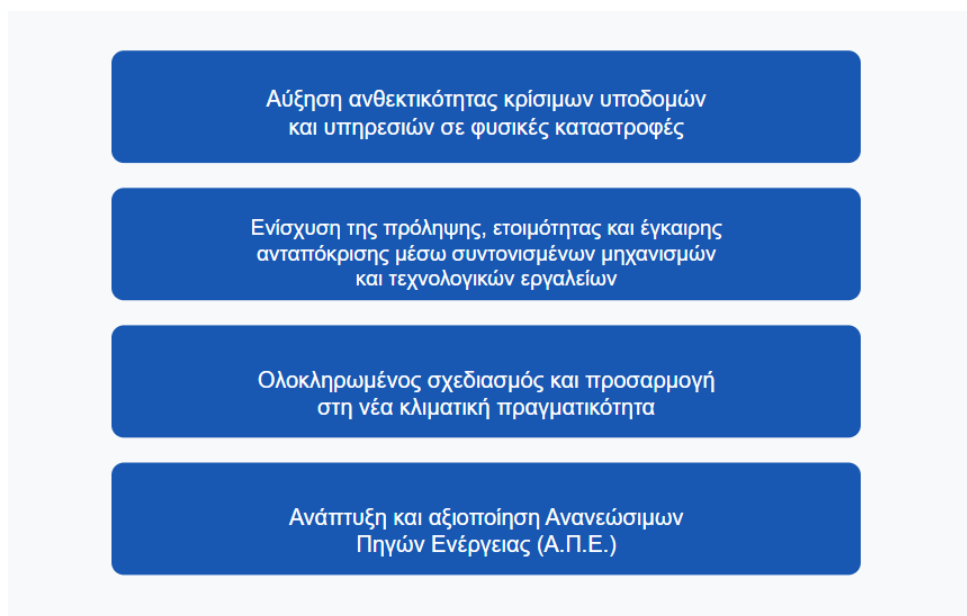 Αύξηση ανθεκτικότητας κρίσιμων υποδομών
και υπηρεσιών σε φυσικές καταστροφές
Ενίσχυση της πρόληψης, ετοιμότητας και έγκαιρης
ανταπόκρισης μέσω συντονισμένων μηχανισμών
και τεχνολογικών εργαλείων
Ολοκληρωμένος σχεδιασμός και προσαρμογή
στη νέα κλιματική πραγματικότητα
Ανάπτυξη και αξιοποίηση Ανανεώσιμων
Πηγών Ενέργειας (Α.Π.Ε.)